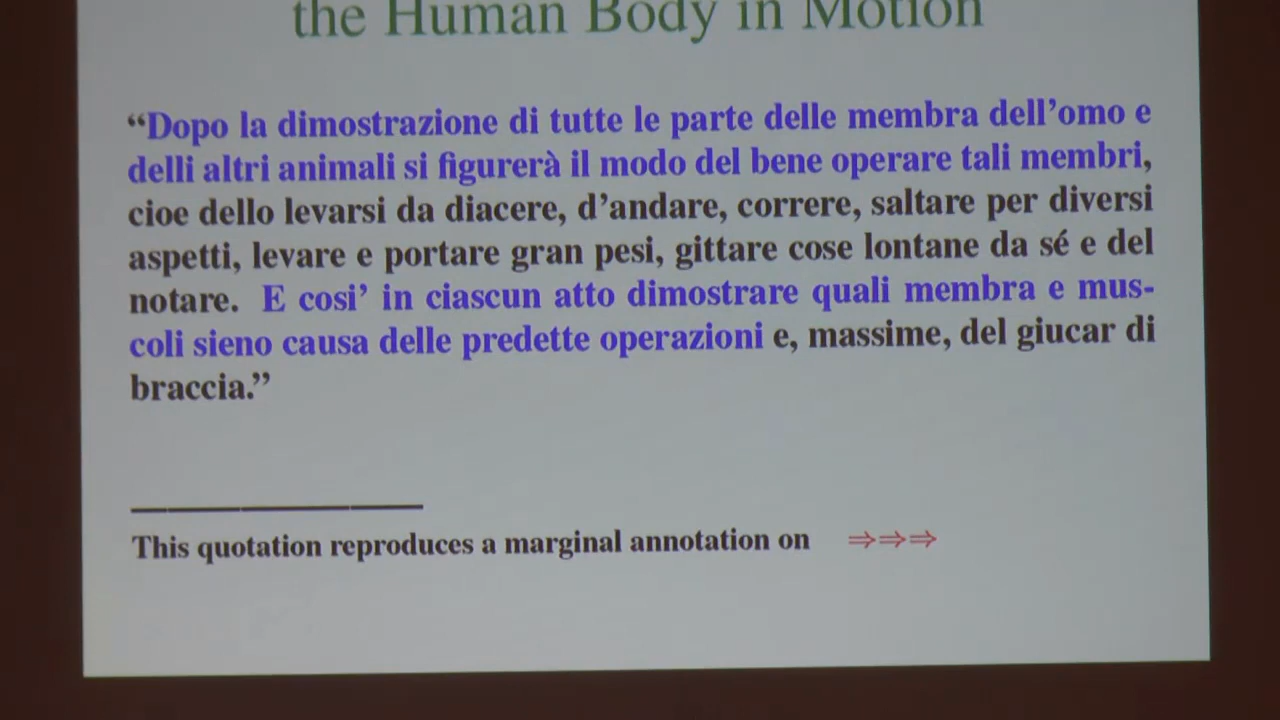 the Human Body in Motion
“Dopo la dimostrazione di tutte le parte delle membra dell’omo e
delli altri animali si figurerà il modo del bene operare tali membri,
cioe dello levarsi da diacere, d’andare, correre, saltare per diversi
aspetti, levare e portare gran pesi, gittare cose lontane da sé e del
notare. E cosi’ in ciascun atto dimostrare quali membra e mus-
coli sieno causa delle predette operazioni e, massime, del giucar di
braccia.”
This quotation reproduces a marginal annotation on ⇒⇒⇒